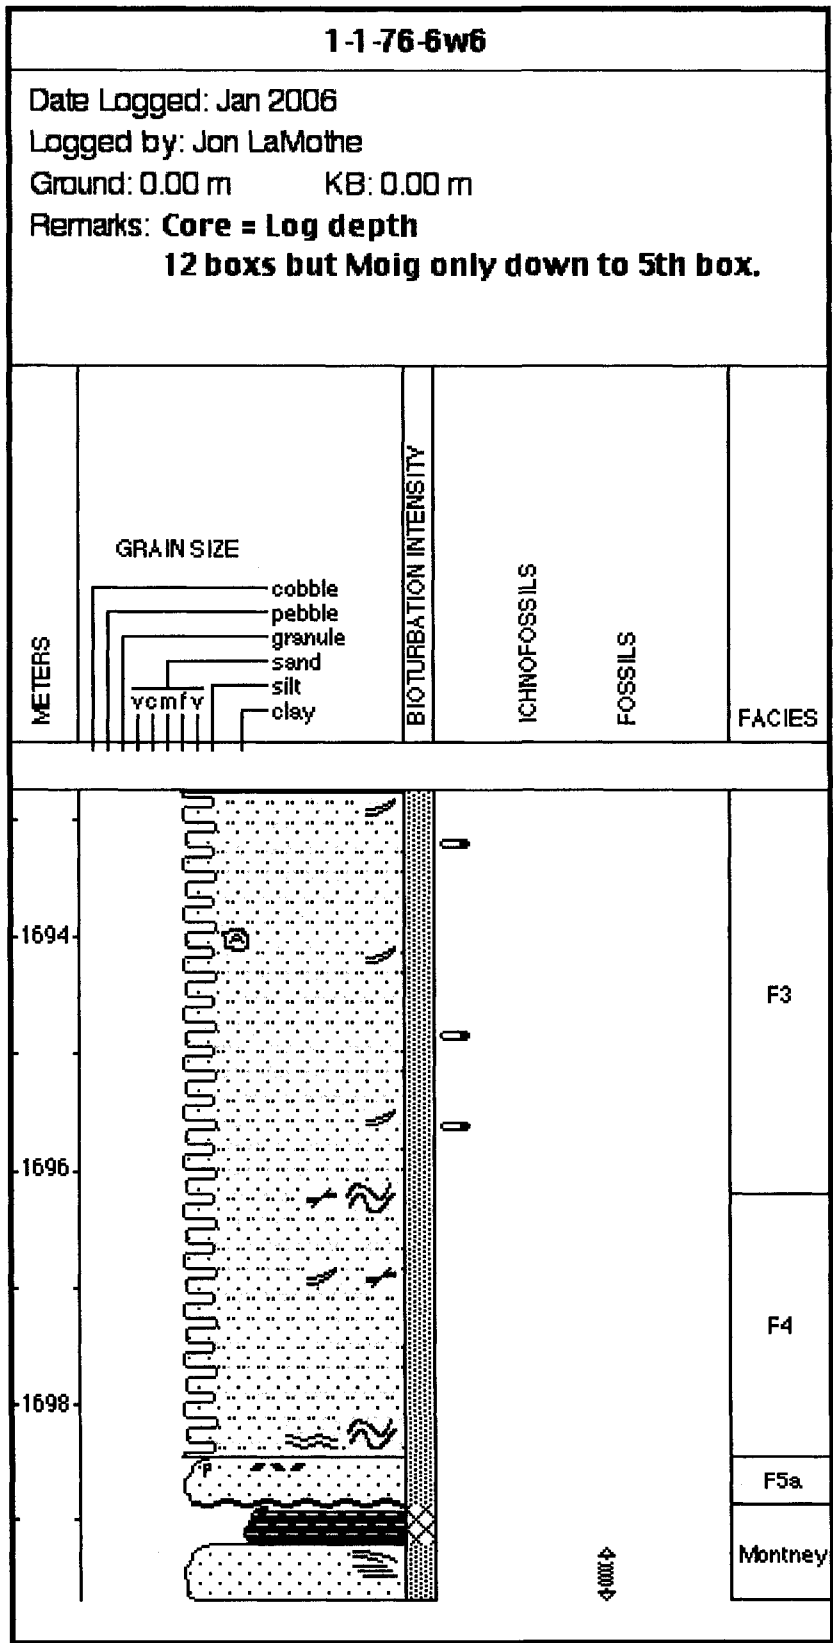 1-1-76-6w6
Date Logged: Jan 2006
Logged by: Jon LaMothe
Ground: 0.00 m KB: 0.00 m
Remarks: Core = Log depth
12 boxs but Moig only down to 5th box.
METERS
GRAIN SIZE
cobble
pebble
granule
sand
silt
clay
v c m f v
BIOTURBATION INTENSITY
ICHNOFOSSILS
FOSSILS
FACIES
1694
1696
1698
P
F3
F4
F5a
Montney